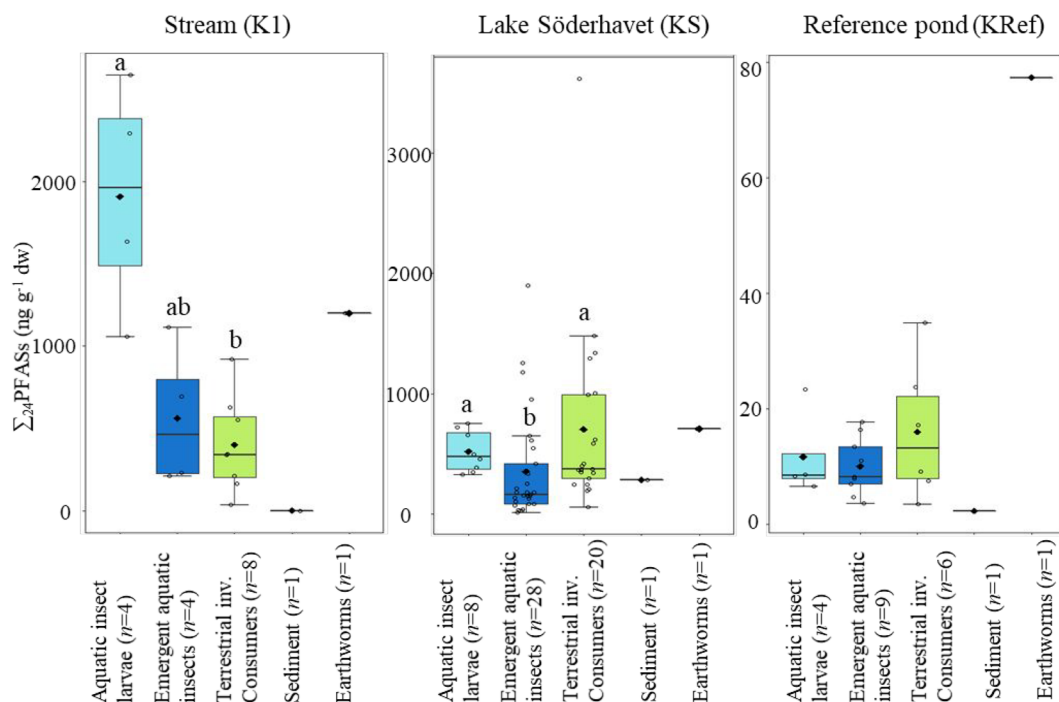 Stream (K1)
Lake Söderhavet (KS)
Reference pond (KRef)
∑24PFASs (ng g-1 dw)
2000
1000
0
a
ab
b
3000
2000
1000
0
a
b
a
80
60
40
20
0
Aquatic insect
larvae (n=4)
Emergent aquatic
insects (n=4)
Terrestrial inv.
Consumers (n=8)
Sediment (n=1)
Earthworms (n=1)
Aquatic insect
larvae (n=8)
Emergent aquatic
insects (n=28)
Terrestrial inv.
Consumers (n=20)
Sediment (n=1)
Earthworms (n=1)
Aquatic insect
larvae (n=4)
Emergent aquatic
insects (n=9)
Terrestrial inv.
Consumers (n=6)
Sediment (n=1)
Earthworms (n=1)